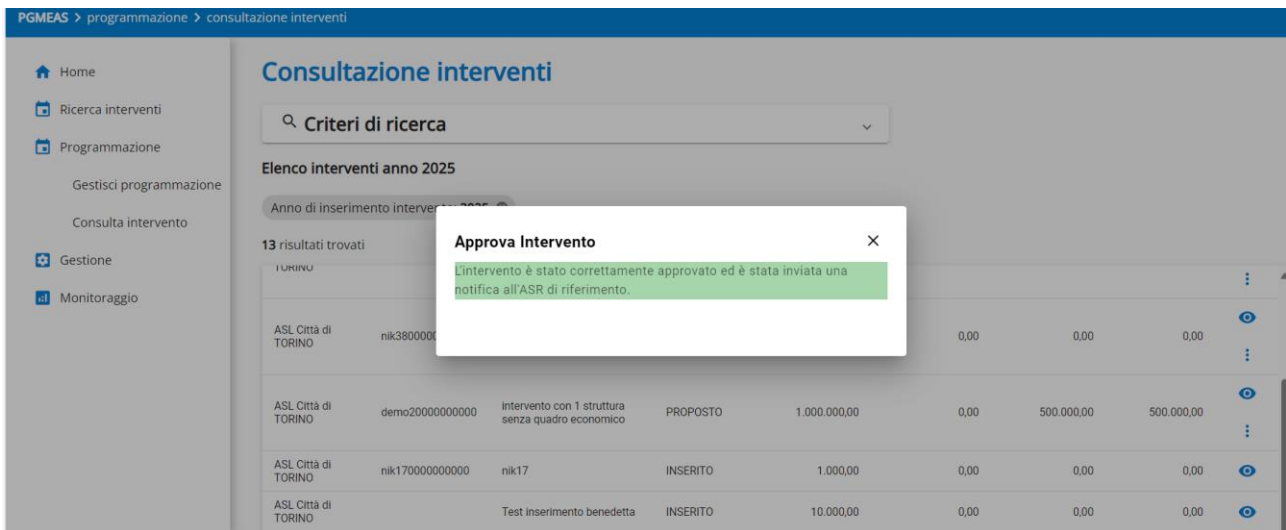 PGMEAS > programmazione > consultazione interventi
Home
Ricerca interventi
Programmazione
Gestisci programmazione
Consulta intervento
Gestione
Monitoraggio
Consultazione interventi
Criteri di ricerca
Elenco interventi anno 2025
Anno di inserimento intervento: 2025
13 risultati trovati
Approva Intervento
L'intervento è stato correttamente approvato ed è stata inviata una
notifica all'ASR di riferimento.
TORINO
ASL Città di
TORINO
0,00 0,00 0,00
ASL Città di
TORINO
demo20000000000
intervento con 1 struttura
senza quadro economico
PROPOSTO 1.000.000,00 0,00 500.000,00 500.000,00
ASL Città di
TORINO
nik170000000000 nik17 INSERITO 1.000,00 0,00 0,00 0,00
ASL Città di
TORINO
Test inserimento benedetta INSERITO 10.000,00 0,00 0,00 0,00